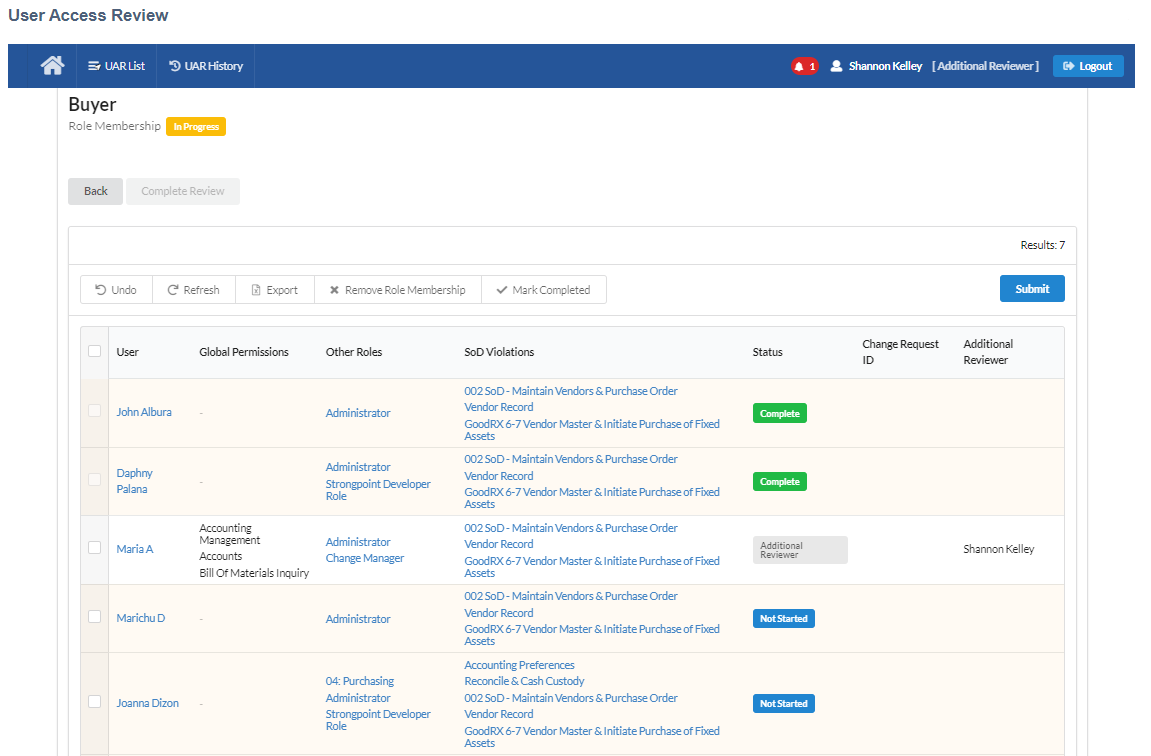 User Access Review
UAR List
UAR History
1
Shannon Kelley
[ Additional Reviewer ]
Logout
Buyer
Role Membership
In Progress
Back
Complete Review
Results: 7
Undo
Refresh
Export
Remove Role Membership
Mark Completed
Submit
User
Global Permissions
Other Roles
SoD Violations
Status
Change Request
ID
Additional
Reviewer
John Albura
-
Administrator
002 SoD - Maintain Vendors & Purchase Order
Vendor Record
GoodRX 6-7 Vendor Master & Initiate Purchase of Fixed
Assets
Complete
Daphny
Palana
-
Administrator
Strongpoint Developer
Role
002 SoD - Maintain Vendors & Purchase Order
Vendor Record
GoodRX 6-7 Vendor Master & Initiate Purchase of Fixed
Assets
Complete
Maria A
Accounting
Management
Accounts
Bill Of Materials Inquiry
Administrator
Change Manager
002 SoD - Maintain Vendors & Purchase Order
Vendor Record
GoodRX 6-7 Vendor Master & Initiate Purchase of Fixed
Assets
Additional
Reviewer
Shannon Kelley
Marichu D
-
Administrator
002 SoD - Maintain Vendors & Purchase Order
Vendor Record
GoodRX 6-7 Vendor Master & Initiate Purchase of Fixed
Assets
Not Started
Joanna Dizon
-
04: Purchasing
Administrator
Strongpoint Developer
Role
Accounting Preferences
Reconcile & Cash Custody
002 SoD - Maintain Vendors & Purchase Order
Vendor Record
GoodRX 6-7 Vendor Master & Initiate Purchase of Fixed
Assets
Not Started